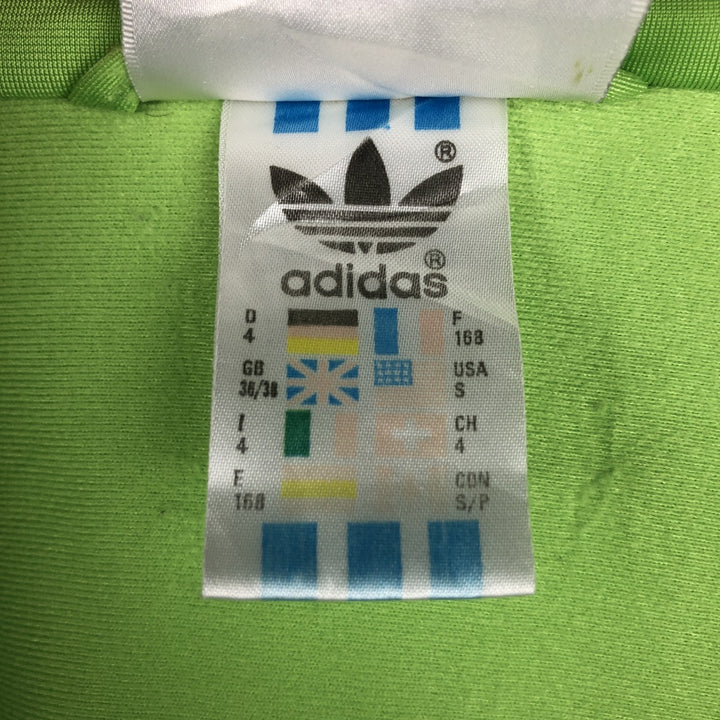 ®
adidas®
D F
4 168
GB USA
36/38 S
I CH
4 4
E CDN
168 S/P